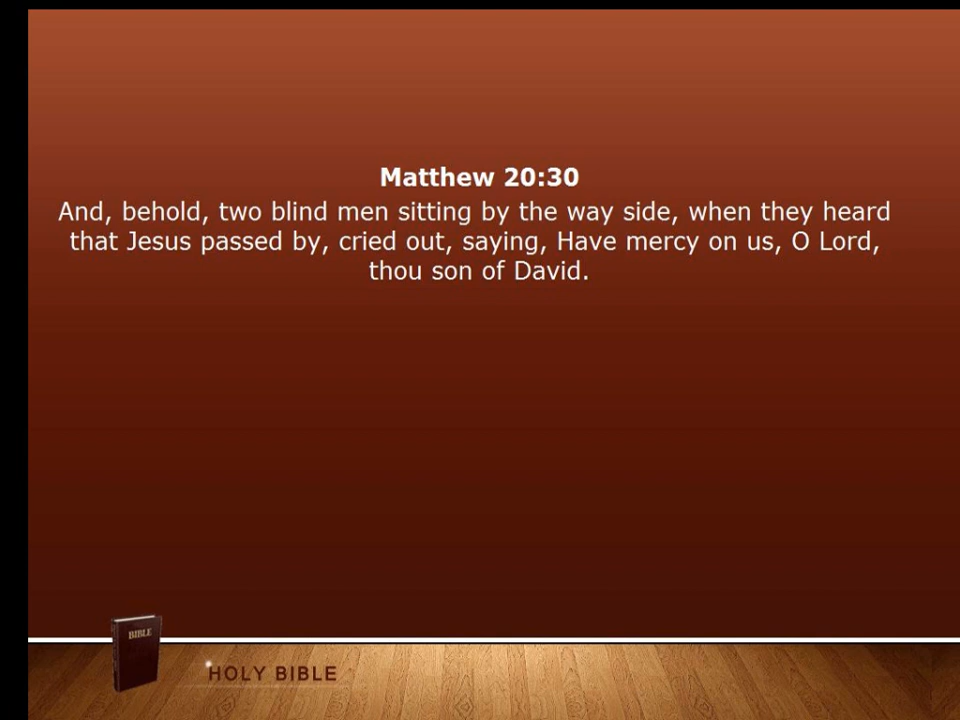 Matthew 20:30
And, behold, two blind men sitting by the way side, when they heard
that Jesus passed by, cried out, saying, Have mercy on us, O Lord,
thou son of David.
BIBLE
HOLY BIBLE